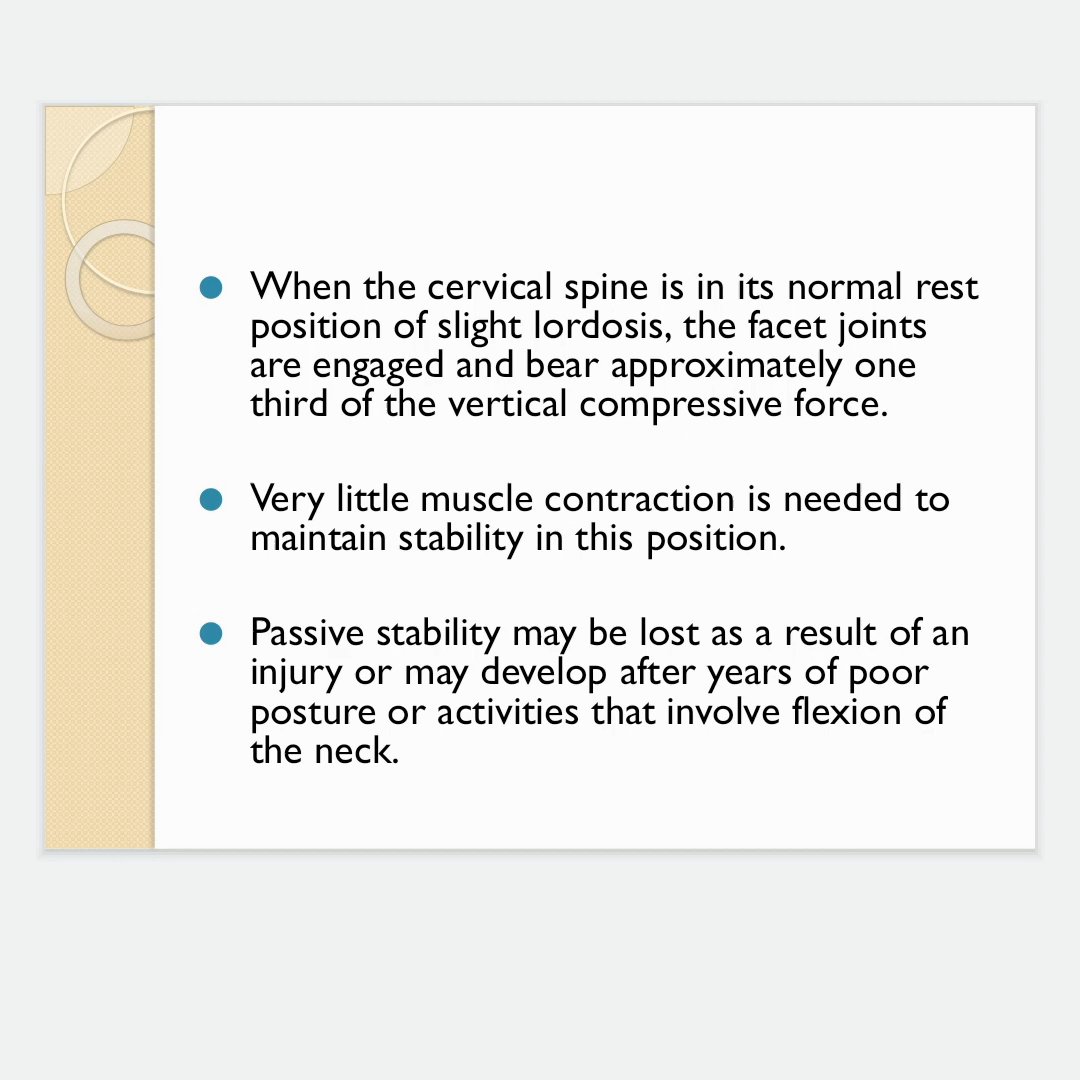 When the cervical spine is in its normal rest
position of slight lordosis, the facet joints
are engaged and bear approximately one
third of the vertical compressive force.
Very little muscle contraction is needed to
maintain stability in this position.
Passive stability may be lost as a result of an
injury or may develop after years of poor
posture or activities that involve flexion of
the neck.